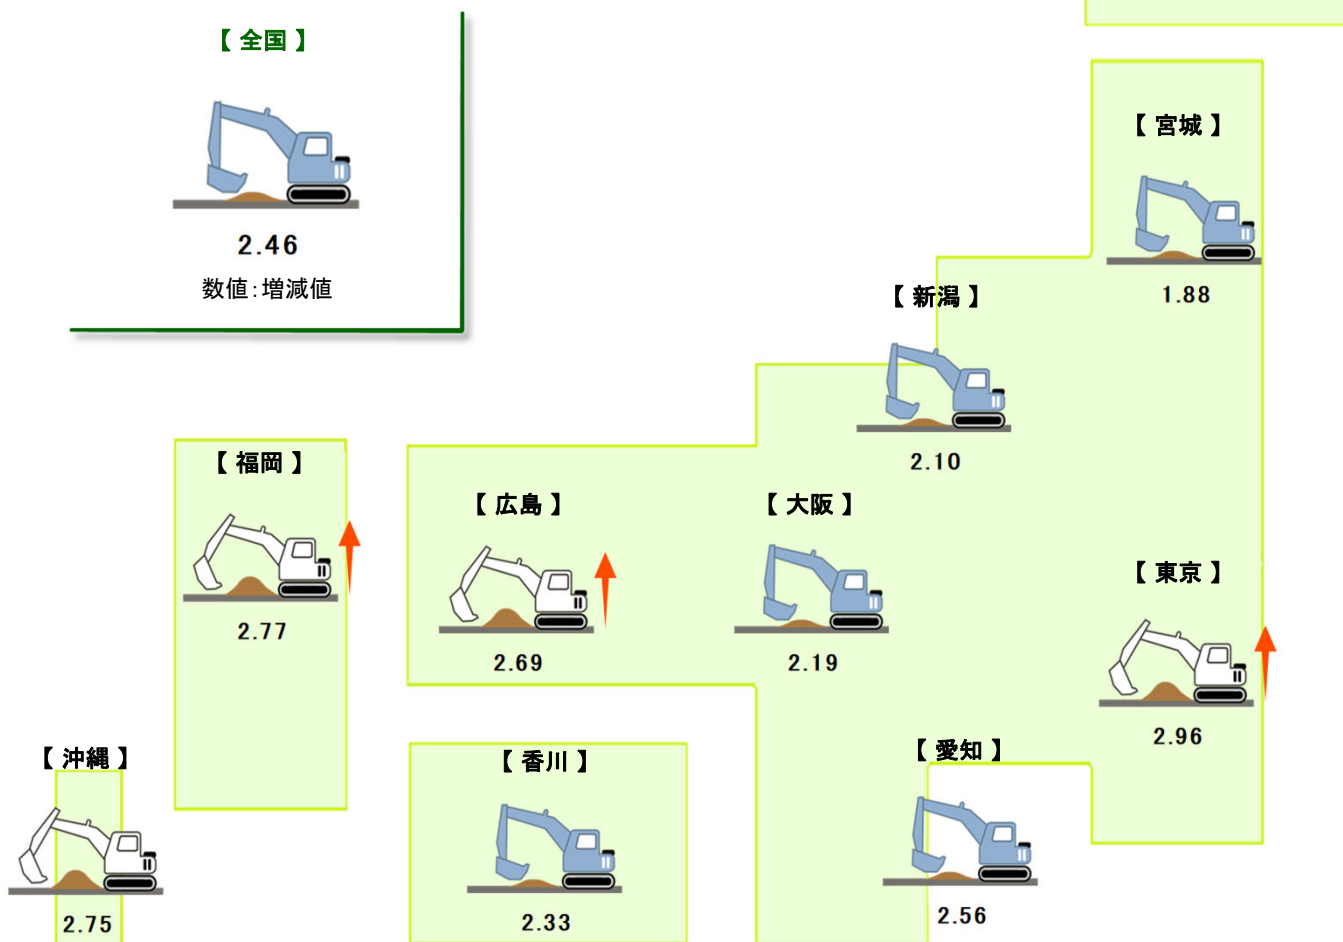 【 全国 】
2.46
数値：増減値
【 宮城 】
1.88
【 新潟 】
2.10
【 福岡 】
2.77
【 広島 】
2.69
【 大阪 】
2.19
【 東京 】
2.96
【 沖縄 】
2.75
【 香川 】
2.33
【 愛知 】
2.56